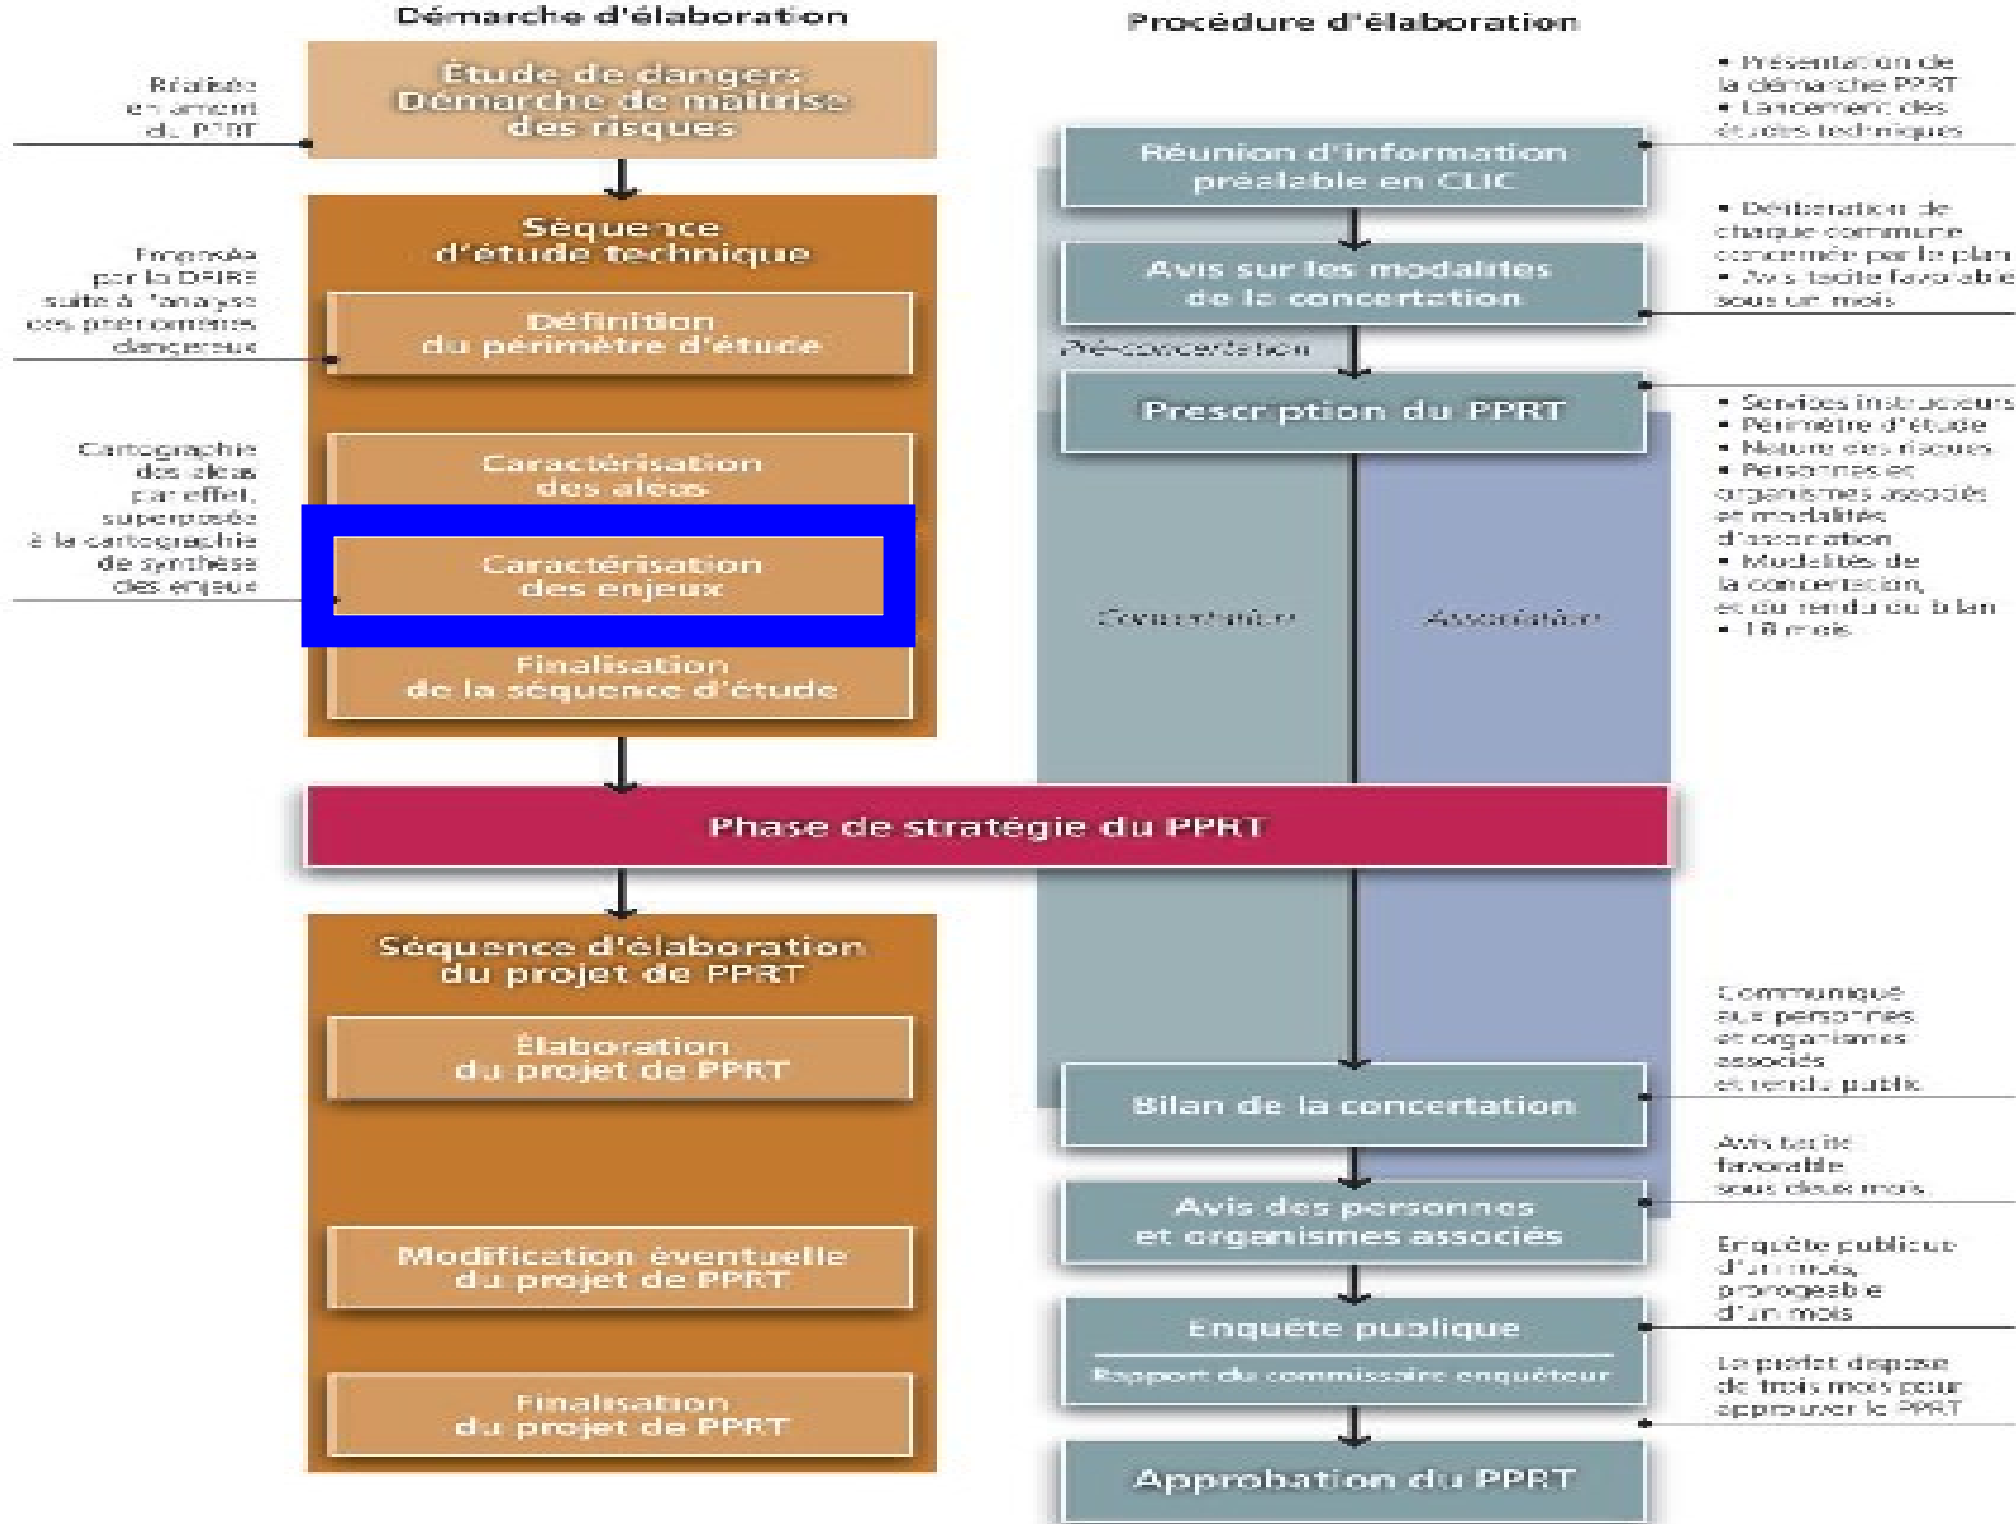 Démarche d'élaboration
Réalisée
en amont
du PPRT
Étude de dangers
Démarche de maîtrise
des risques
Séquence
d'étude technique
Proposée
par la DRIRE
suite à l'analyse
des phénomènes
dangereux
Définition
du périmètre d'étude
Cartographie
des aléas
par effet,
superposée
à la cartographie
de synthèse
des enjeux
Caractérisation
des aléas
Caractérisation
des enjeux
Finalisation
de la séquence d'étude
Phase de stratégie du PPRT
Séquence d'élaboration
du projet de PPRT
Élaboration
du projet de PPRT
Modification éventuelle
du projet de PPRT
Finalisation
du projet de PPRT
Procédure d'élaboration
Réunion d'information
préalable en CLIC
• Présentation de
la démarche PPRT
• Lancement des
études techniques
Avis sur les modalités
de la concertation
• Délibération de
chaque commune
concernée par le plan
• Avis tacite favorable
sous un mois
Pré-concertation
Prescription du PPRT
• Services instructeurs
• Périmètre d'étude
• Nature des risques
• Personnes et
organismes associés
et modalités
d'association
• Modalités de
la concertation,
et du rendu du bilan
• 18 mois
Concertation
Association
Bilan de la concertation
Communiqué
aux personnes
et organismes
associés
et rendu public
Avis des personnes
et organismes associés
Avis tacite
favorable
sous deux mois
Enquête publique
Rapport du commissaire enquêteur
Enquête publique
d'un mois,
prorogeable
d'un mois
Le préfet dispose
de trois mois pour
approuver le PPRT
Approbation du PPRT